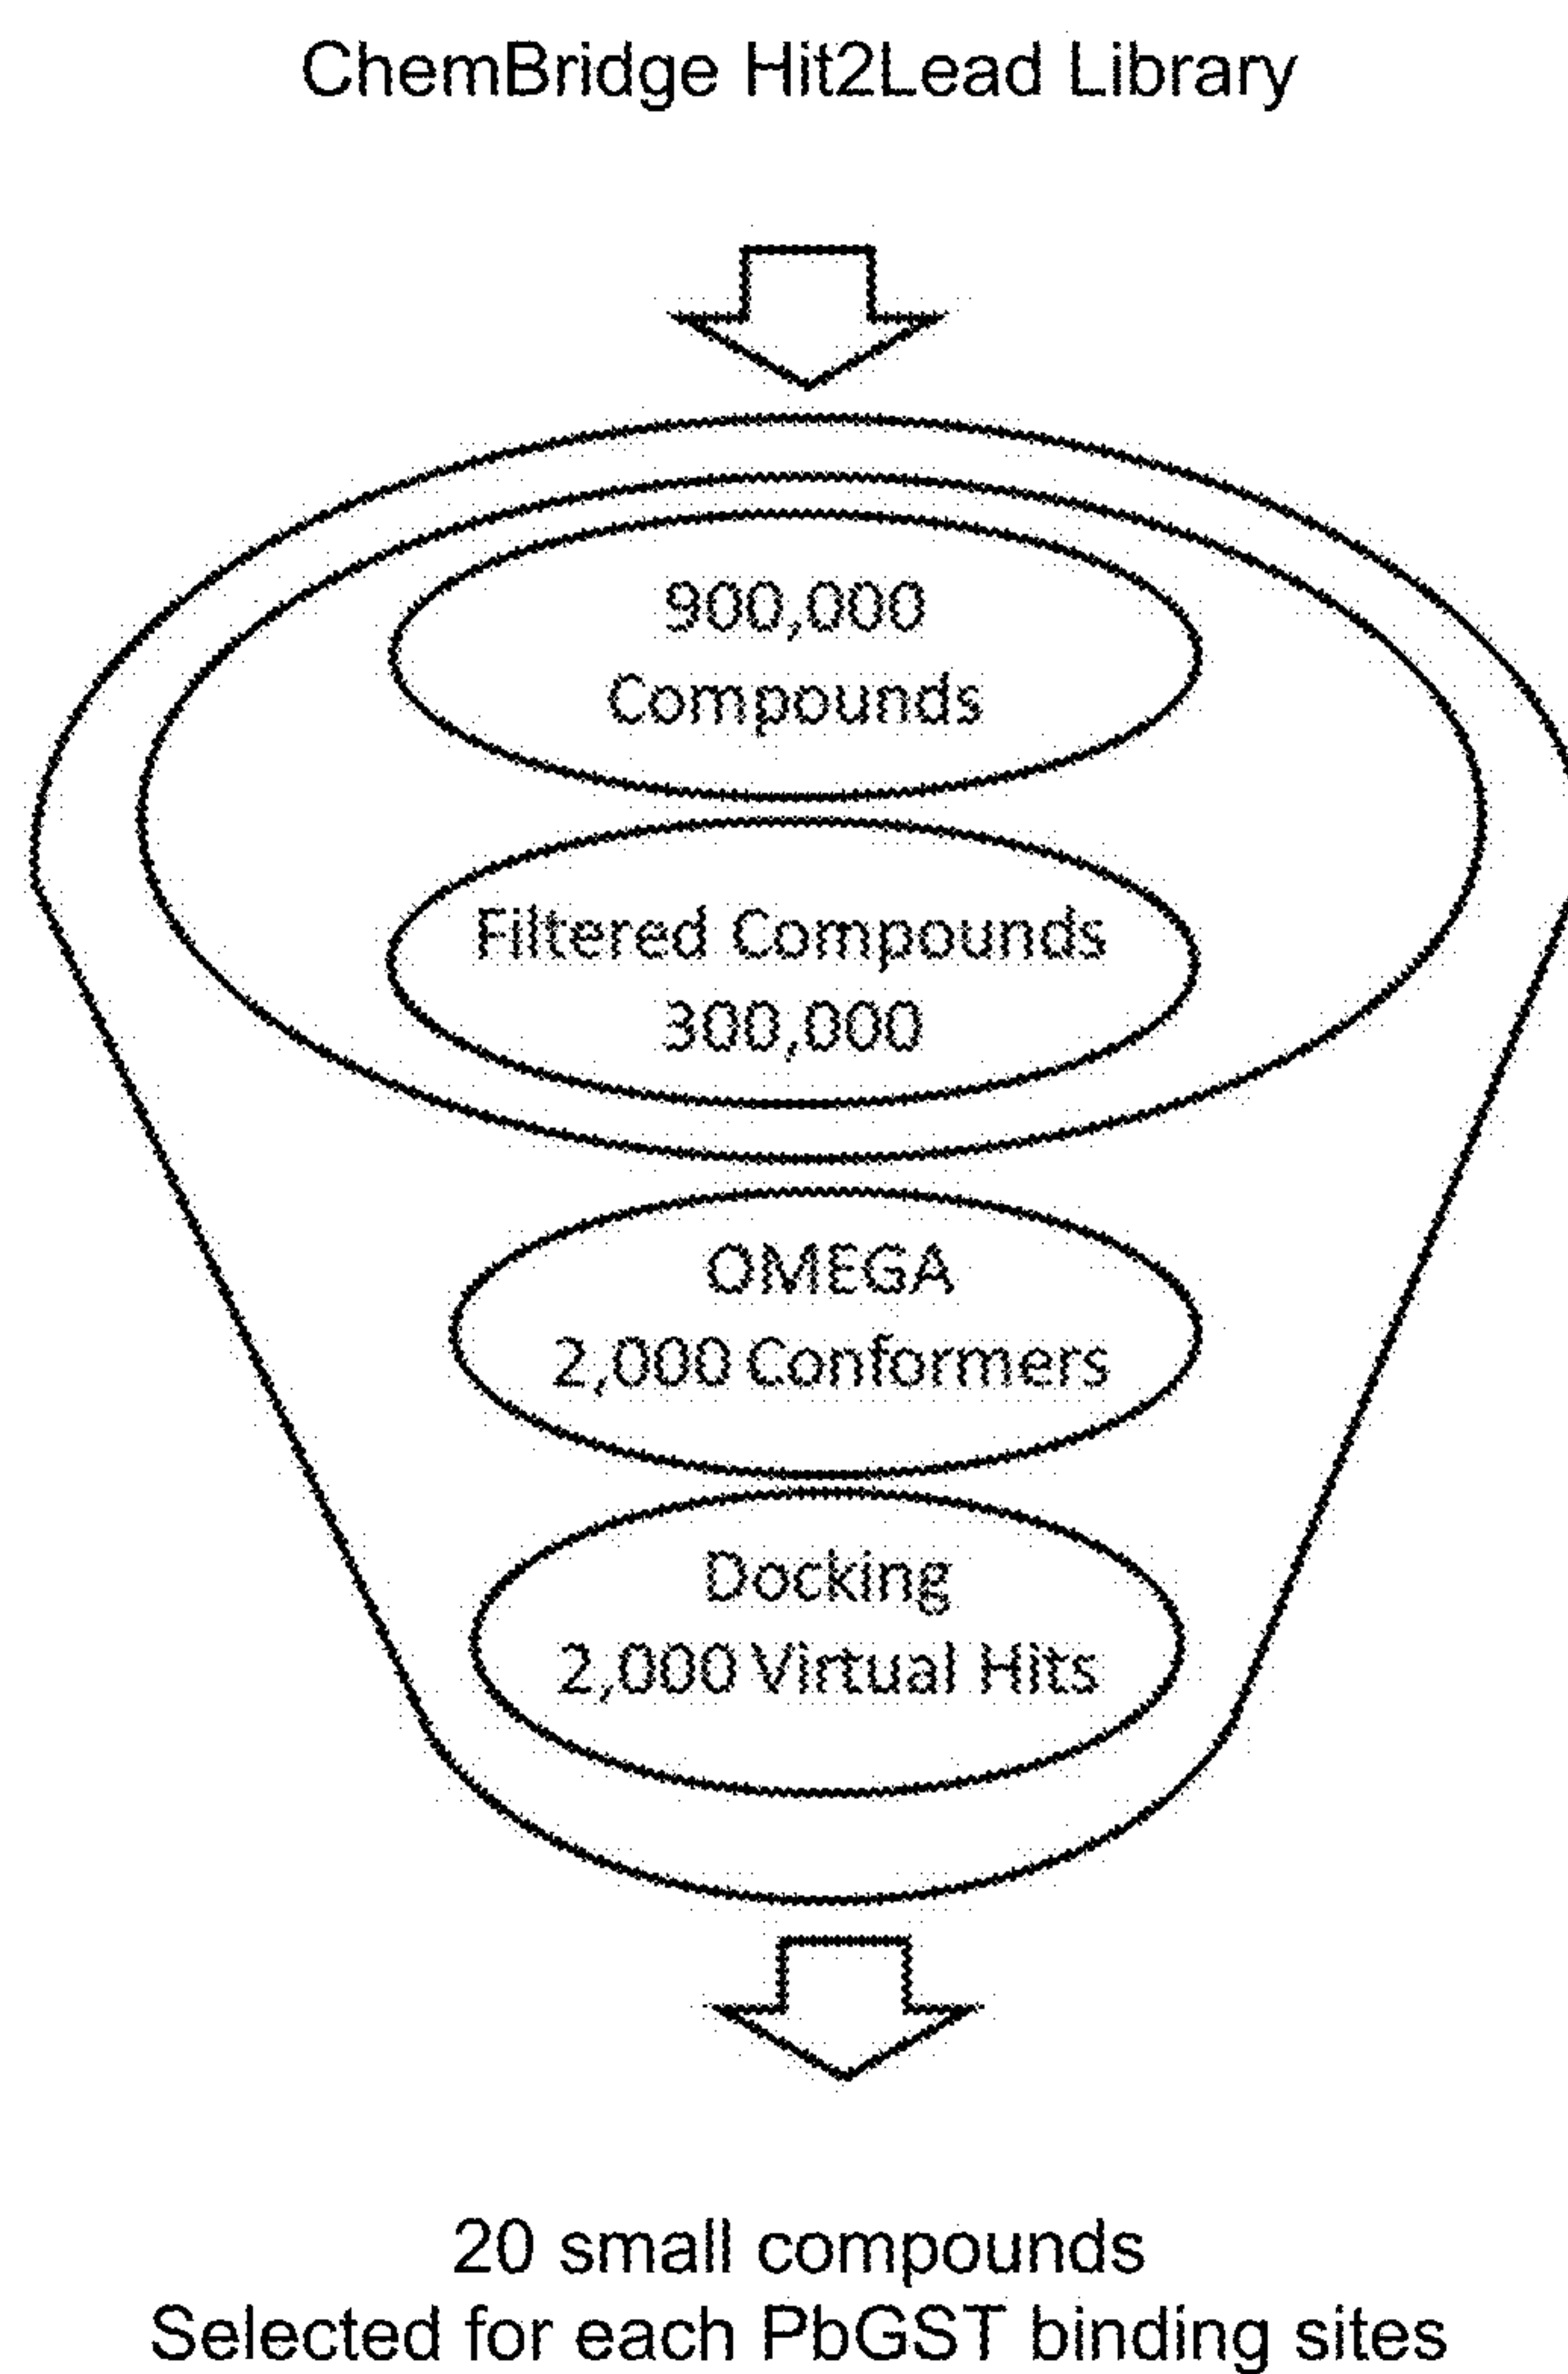 ChemBridge Hit2Lead Library
900,000
Compounds
Filtered Compounds
300,000
OMEGA
2,000 Conformers
Docking
2,000 Virtual Hits
20 small compounds
Selected for each PbGST binding sites